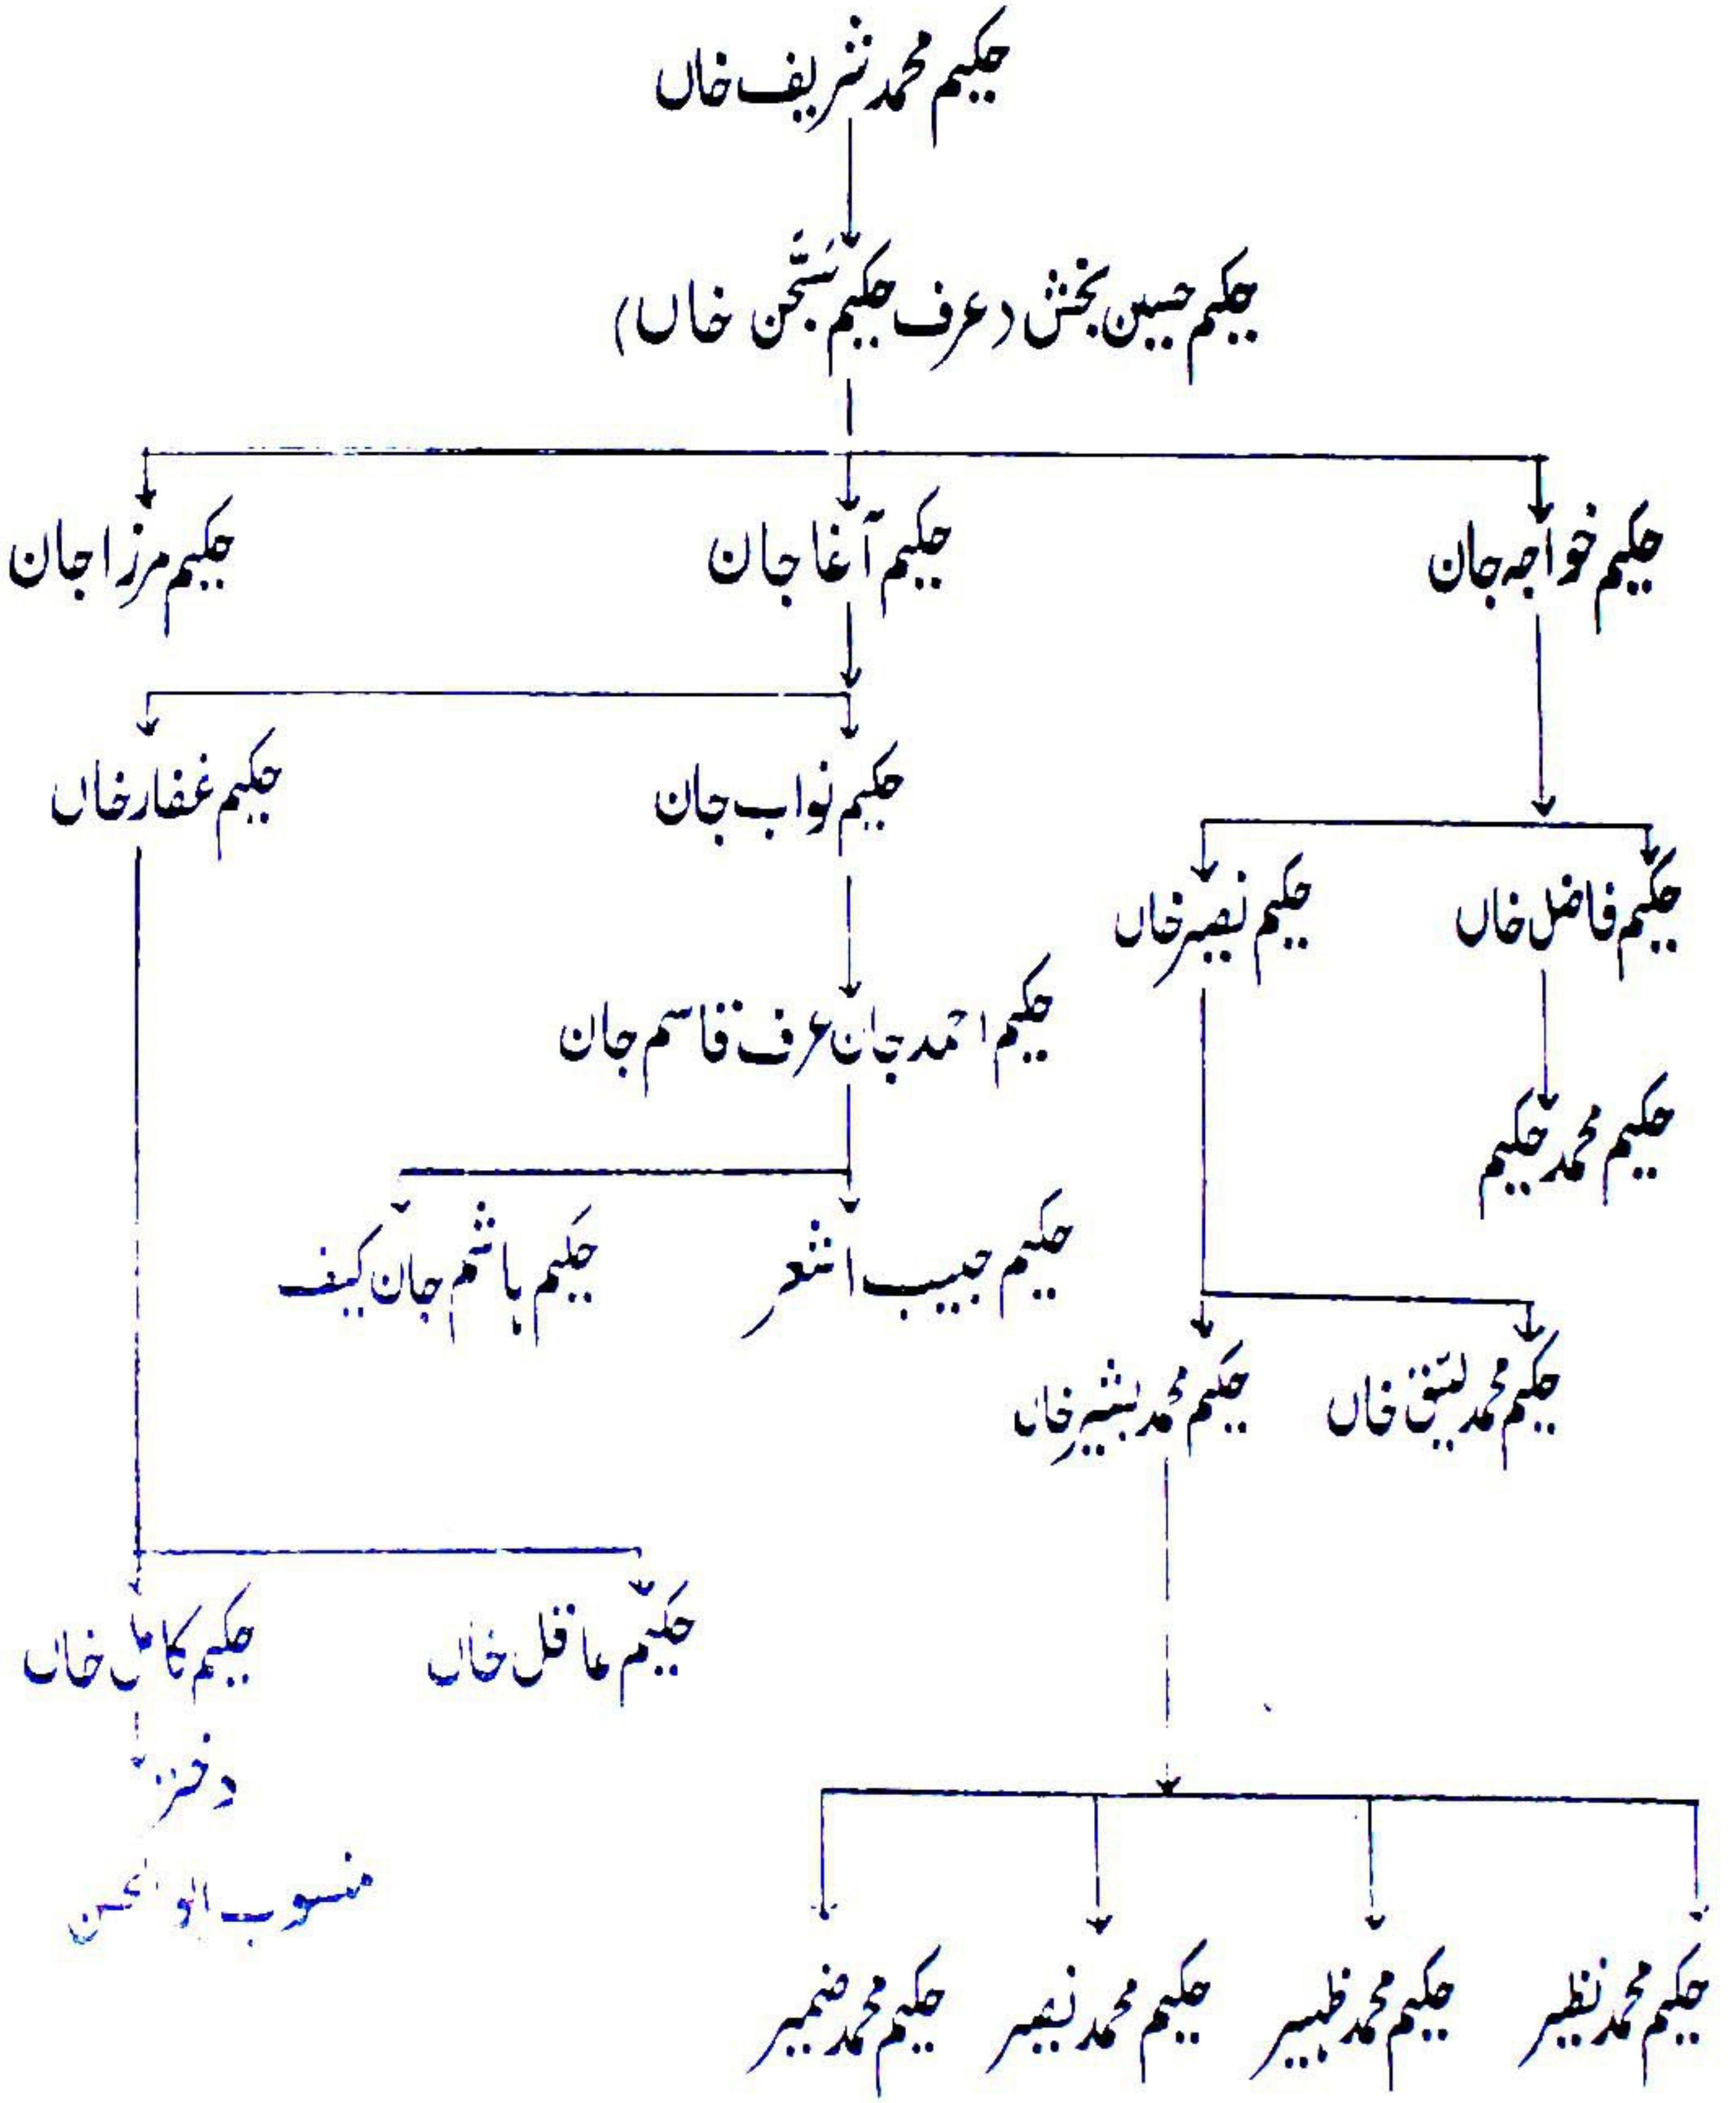 حکیم محمد شریف خاں
حکیم حسین بخش (عرف حکیم خاں)
حکیم خواجہ جان
حکیم آغا جان
حکیم مرزا جان
حکیم نواب جان
حکیم غفار خاں
حکیم فاضل خاں
حکیم نصیر خاں
حکیم احمد جان عرف قاسم جان
حکیم محمد حکیم
حکیم حبیب اشعر
حکیم ہاشم جان کیف
حکیم محمد لئیق خاں
حکیم محمد بشیر خاں
حکیم عاقل خاں
حکیم کامل خاں
دختر
منسوب ابوالحسن
حکیم محمد نظیر
حکیم محمد ظہیر
حکیم محمد نصیر
حکیم محمد ضمیر